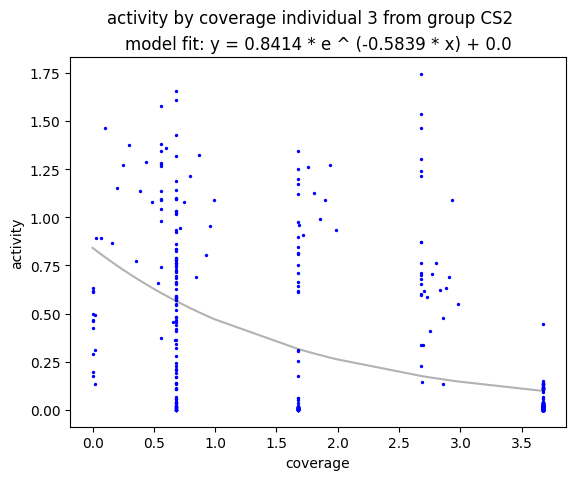 activity by coverage individual 3 from group CS2
model fit: y = 0.8414 * e ^ (-0.5839 * x) + 0.0
1.75
1.50
1.25
1.00
0.75
0.50
0.25
0.00
activity
0.0 0.5 1.0 1.5 2.0 2.5 3.0 3.5
coverage